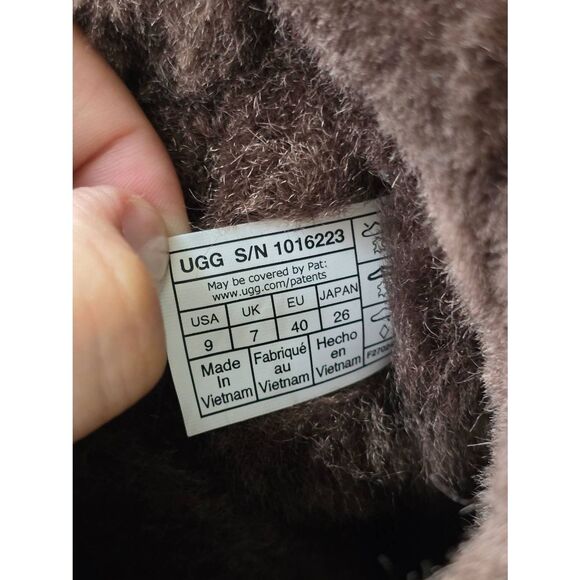 UGG S/N 1016223
May be covered by Pat:
www.ugg.com/patents
USA UK EU JAPAN
9 7 40 26
Made In Vietnam
Fabriqué au Vietnam
Hecho en Vietnam